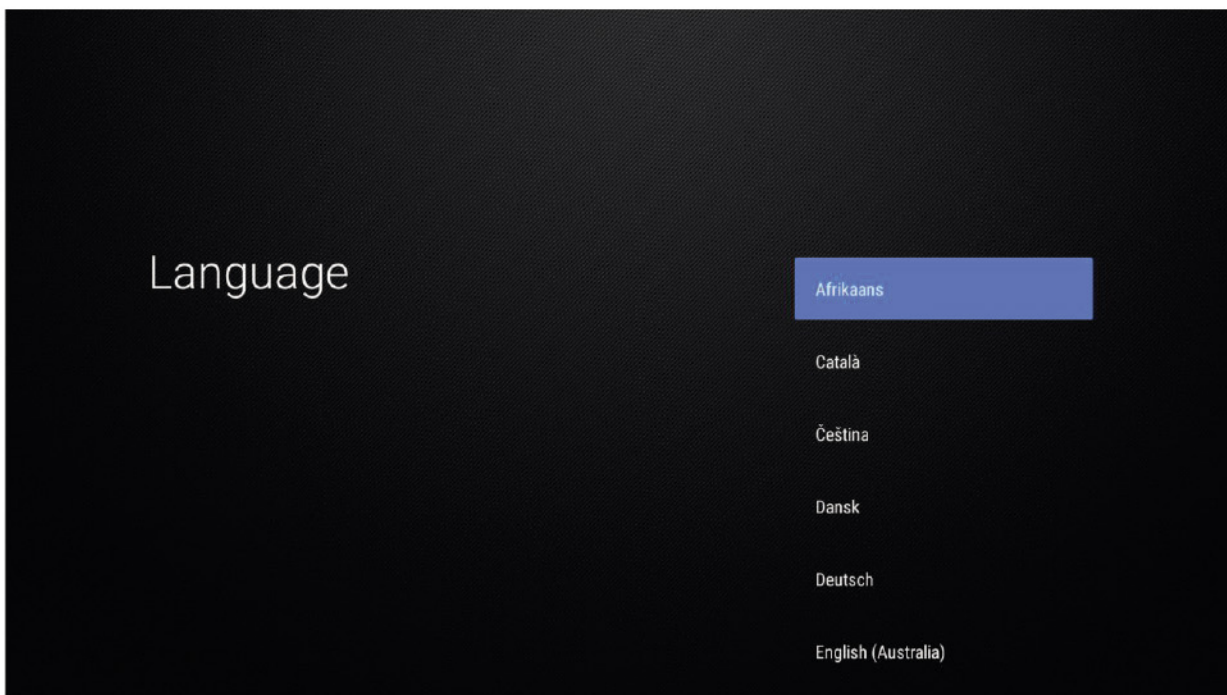 Language
Afrikaans
Català
Čeština
Dansk
Deutsch
English (Australia)